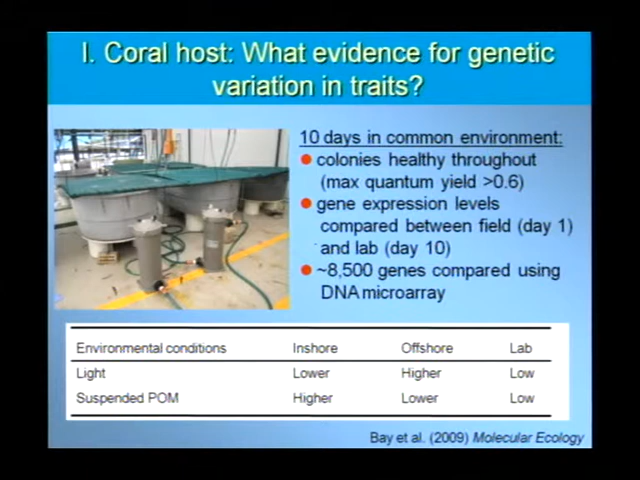 I. Coral host: What evidence for genetic
variation in traits?
10 days in common environment:
colonies healthy throughout
(max quantum yield >0.6)
gene expression levels
compared between field (day 1)
and lab (day 10)
~8,500 genes compared using
DNA microarray
Environmental conditions Inshore Offshore Lab
Light Lower Higher Low
Suspended POM Higher Lower Low
Bay et al. (2009) Molecular Ecology